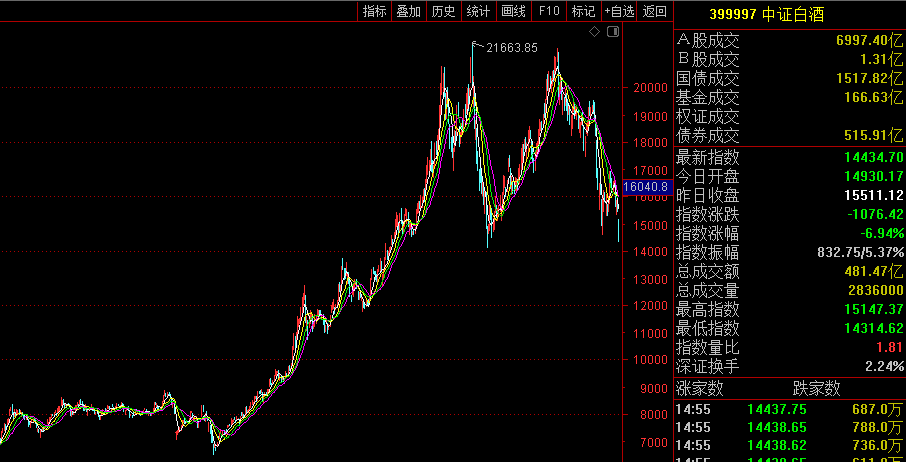 指标 叠加 历史 统计 画线 F10 标记 +自选 返回
399997 中证白酒
21663.85
20000
19000
18000
17000
16040.8
16000
15000
14000
13000
12000
11000
10000
9000
8000
7000
A股成交 6997.40亿
B股成交 1.31亿
国债成交 1517.82亿
基金成交 166.63亿
权证成交
债券成交 515.91亿
最新指数 14434.70
今日开盘 14930.17
昨日收盘 15511.12
指数涨跌 -1076.42
指数涨幅 -6.94%
指数振幅 832.75/5.37%
总成交额 481.47亿
总成交量 2836000
最高指数 15147.37
最低指数 14314.62
指数量比 1.81
深证换手 2.24%
涨家数 跌家数
14:55 14437.75 687.0万
14:55 14438.65 788.0万
14:55 14438.62 736.0万